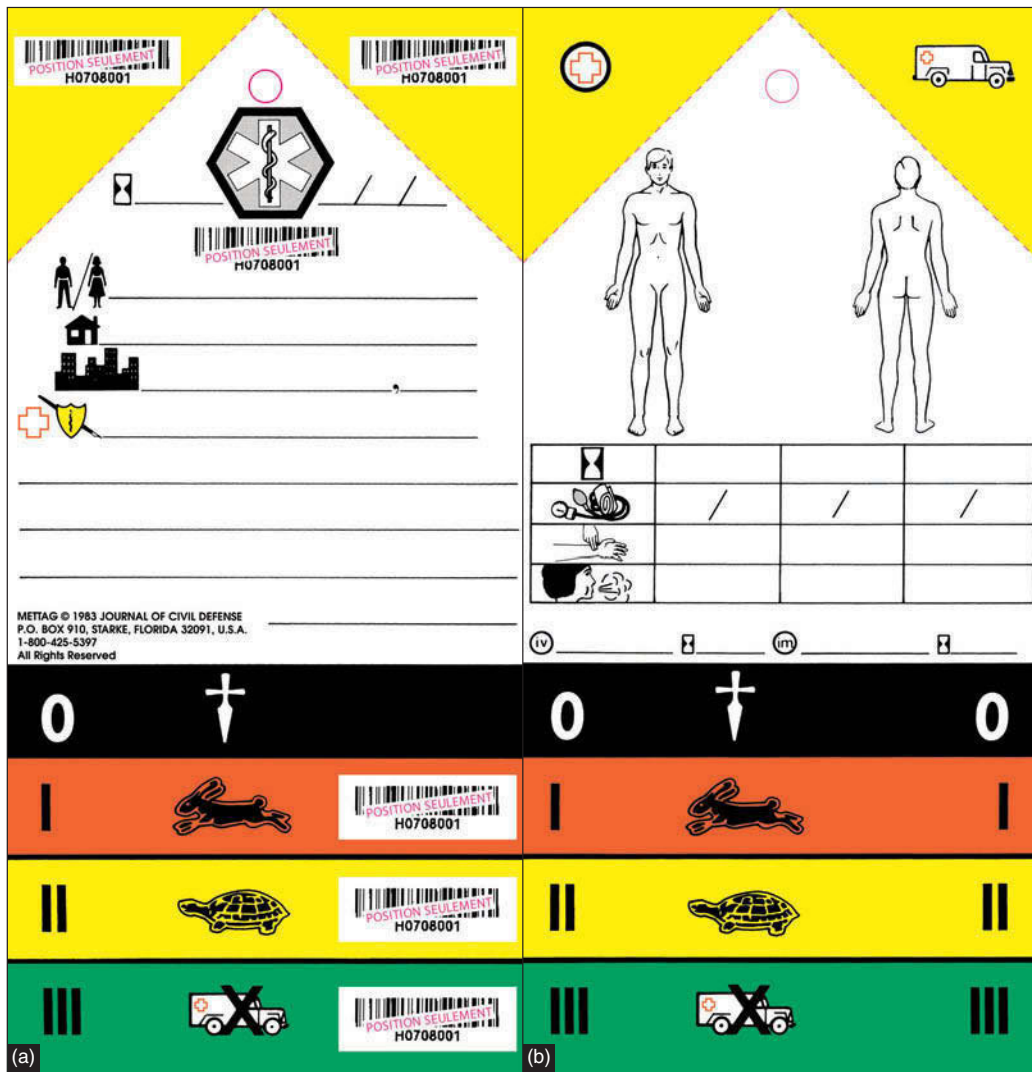 POSITION SEULEMENT
H0708001
POSITION SEULEMENT
H0708001
/ /
POSITION SEULEMENT
H0708001
,
METTAG © 1983 JOURNAL OF CIVIL DEFENSE
P.O. BOX 910, STARKE, FLORIDA 32091, U.S.A.
1-800-425-5397
All Rights Reserved
0
I
POSITION SEULEMENT
H0708001
II
POSITION SEULEMENT
H0708001
III
X
POSITION SEULEMENT
H0708001
(a)
/ / /
iv im
0 0
I I
II II
III X III
(b)